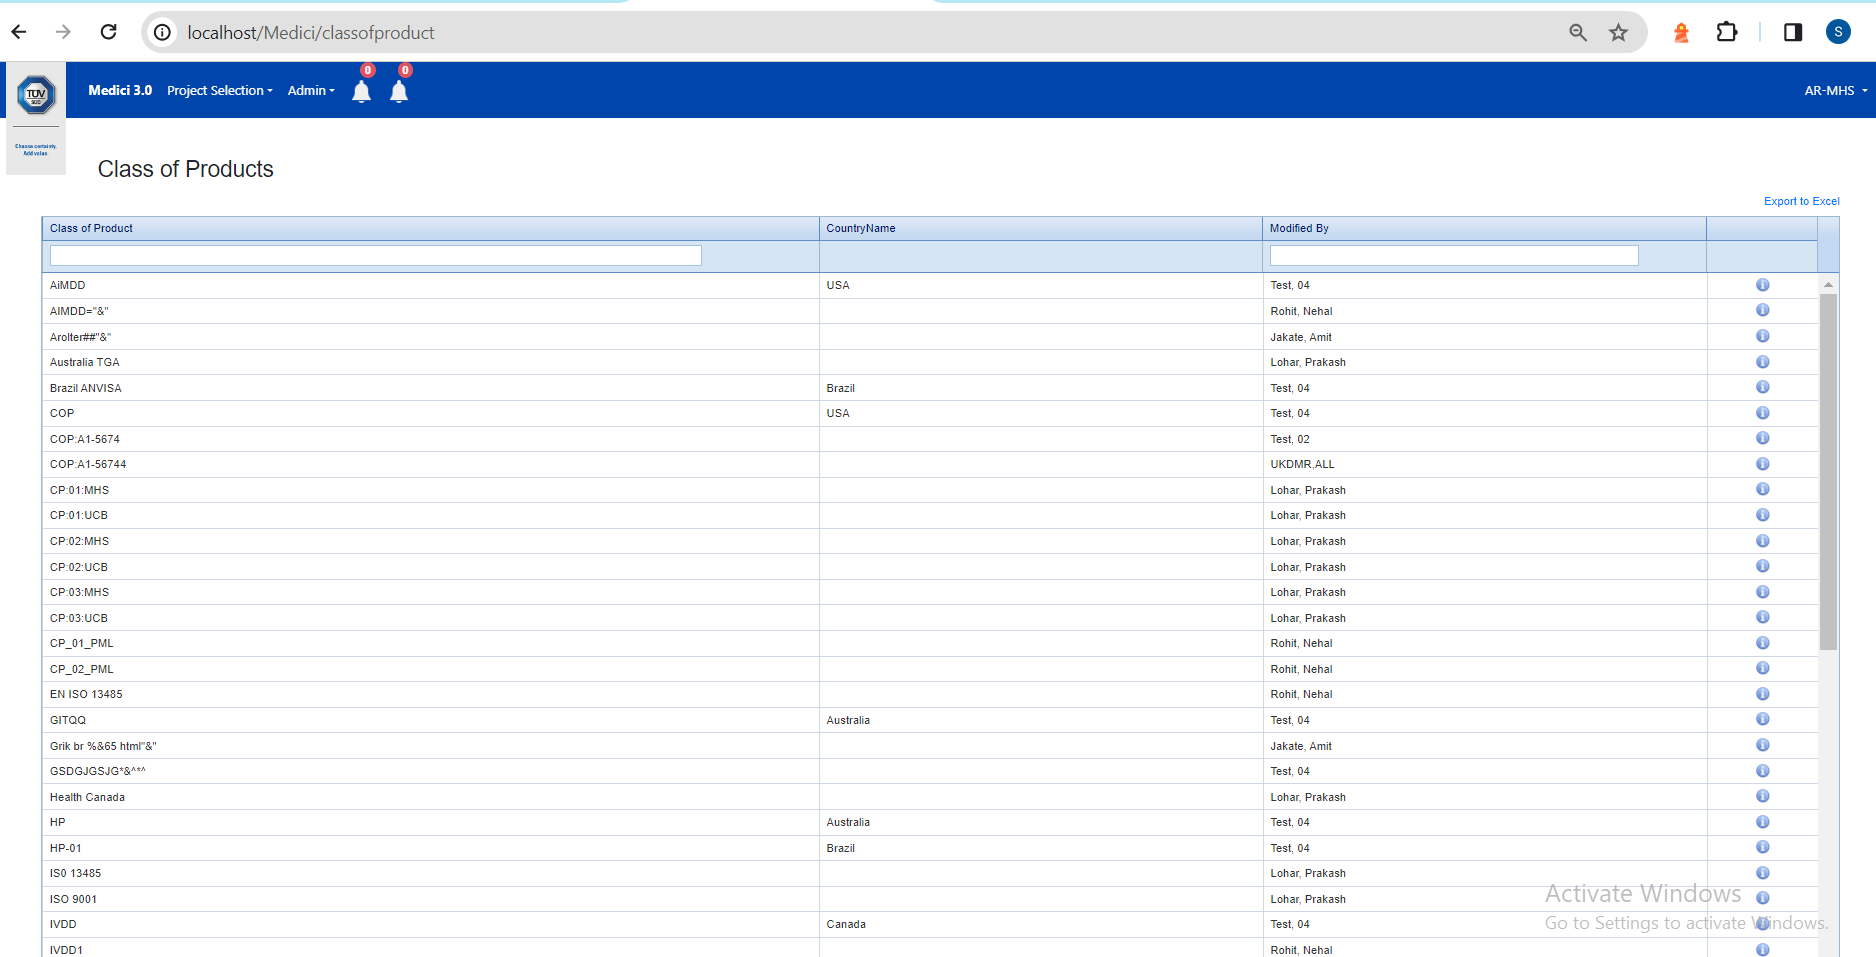 localhost/Medici/classofproduct
S
TÜV
SÜD
Choose certainty.
Add value.
Medici 3.0 Project Selection Admin 0 0 AR-MHS
Class of Products
Export to Excel
Class of Product CountryName Modified By
AiMDD USA Test, 04
AIMDD="&" Rohit, Nehal
Arolter##"&" Jakate, Amit
Australia TGA Lohar, Prakash
Brazil ANVISA Brazil Test, 04
COP USA Test, 04
COP:A1-5674 Test, 02
COP:A1-56744 UKDMR,ALL
CP:01:MHS Lohar, Prakash
CP:01:UCB Lohar, Prakash
CP:02:MHS Lohar, Prakash
CP:02:UCB Lohar, Prakash
CP:03:MHS Lohar, Prakash
CP:03:UCB Lohar, Prakash
CP_01_PML Rohit, Nehal
CP_02_PML Rohit, Nehal
EN ISO 13485 Rohit, Nehal
GITQQ Australia Test, 04
Grik br %&65 html"&" Jakate, Amit
GSDGJGSJG*&^*^ Test, 04
Health Canada Lohar, Prakash
HP Australia Test, 04
HP-01 Brazil Test, 04
IS0 13485 Lohar, Prakash
ISO 9001 Lohar, Prakash
IVDD Canada Test, 04
IVDD1 Rohit, Nehal
Activate Windows
Go to Settings to activate Windows.